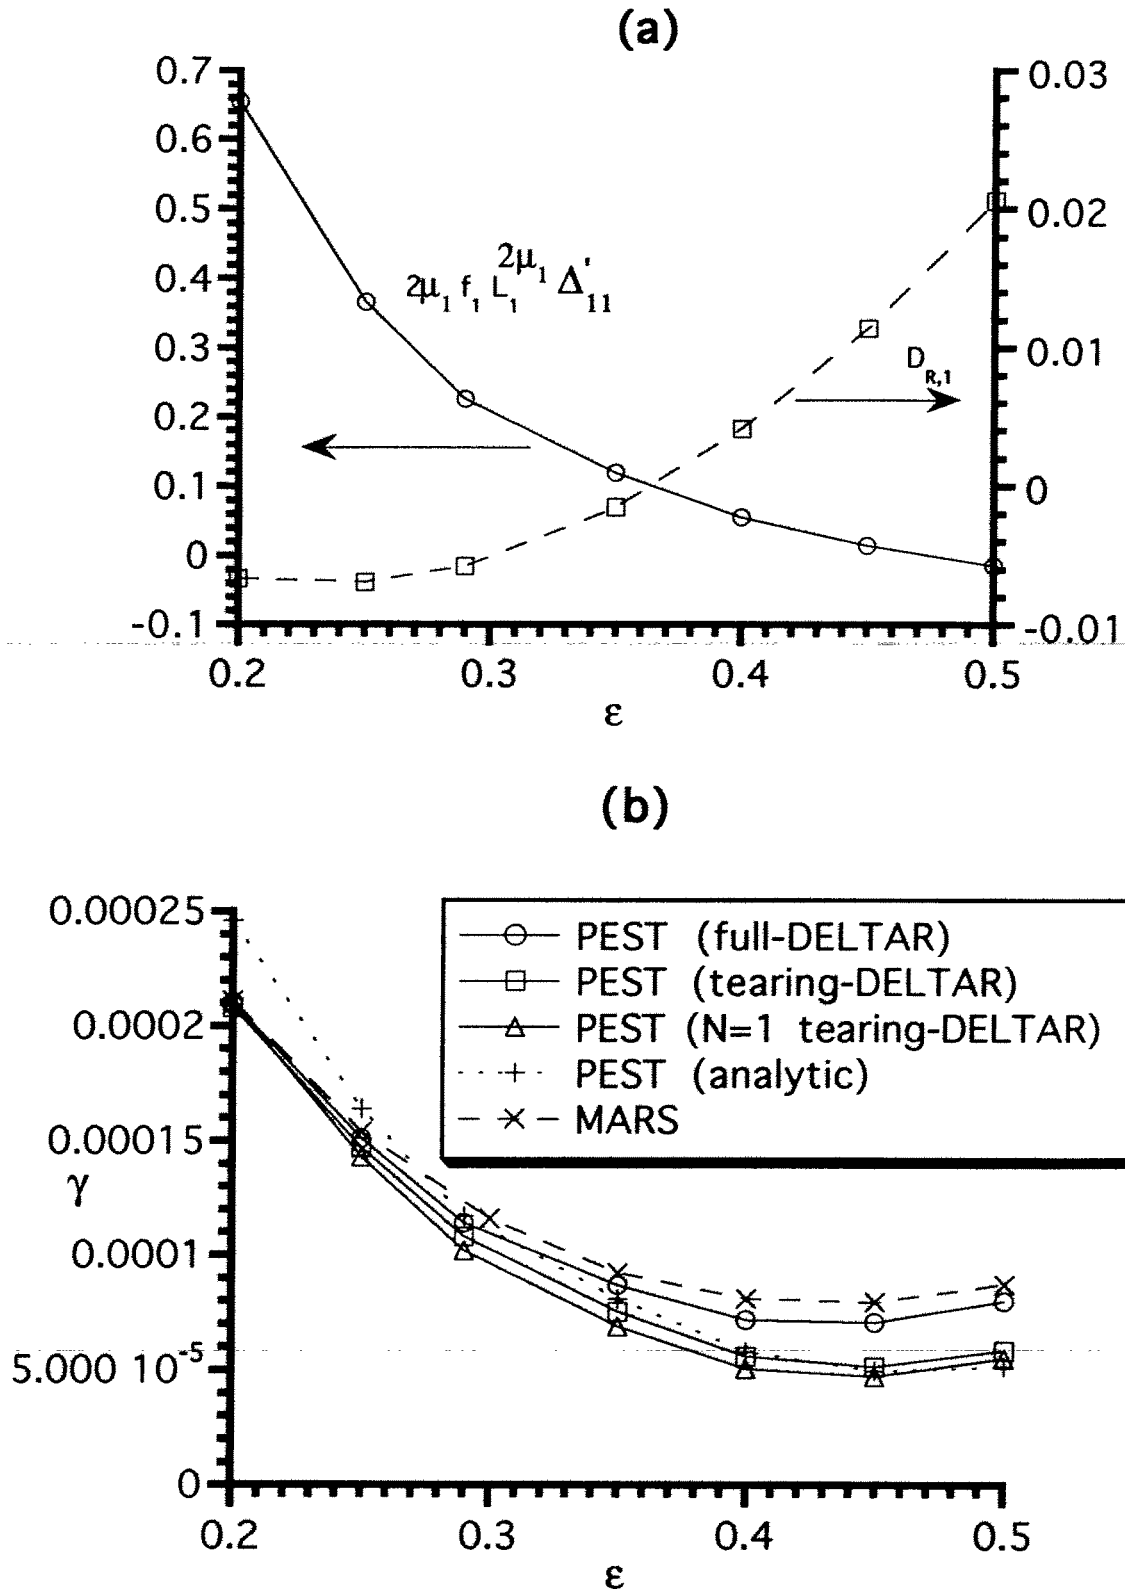 (a)
0.7
0.6
0.5
0.4
0.3
0.2
0.1
0
-0.1
0.03
0.02
0.01
0
-0.01
2μ₁ f₁ L₁^{2μ₁} Δ'₁₁
D_{R,1}
0.2
0.3
0.4
0.5
ε
(b)
0.00025
0.0002
0.00015
0.0001
5.000 10⁻⁵
0
γ
PEST (full-DELTAR)
PEST (tearing-DELTAR)
PEST (N=1 tearing-DELTAR)
PEST (analytic)
MARS
0.2
0.3
0.4
0.5
ε